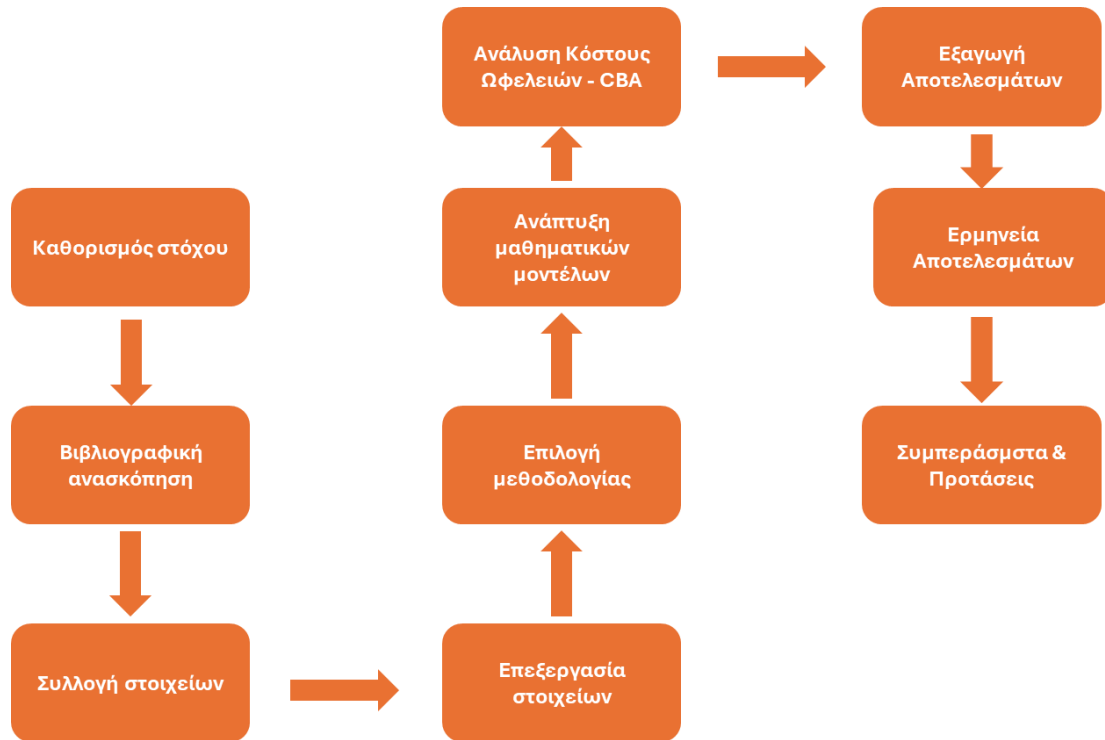 Καθορισμός στόχου
Βιβλιογραφική
ανασκόπηση
Συλλογή στοιχείων
Επεξεργασία
στοιχείων
Επιλογή
μεθοδολογίας
Ανάπτυξη
μαθηματικών
μοντέλων
Ανάλυση Κόστους
Ωφελειών - CBA
Εξαγωγή
Αποτελεσμάτων
Ερμηνεία
Αποτελεσμάτων
Συμπεράσμστα &
Προτάσεις